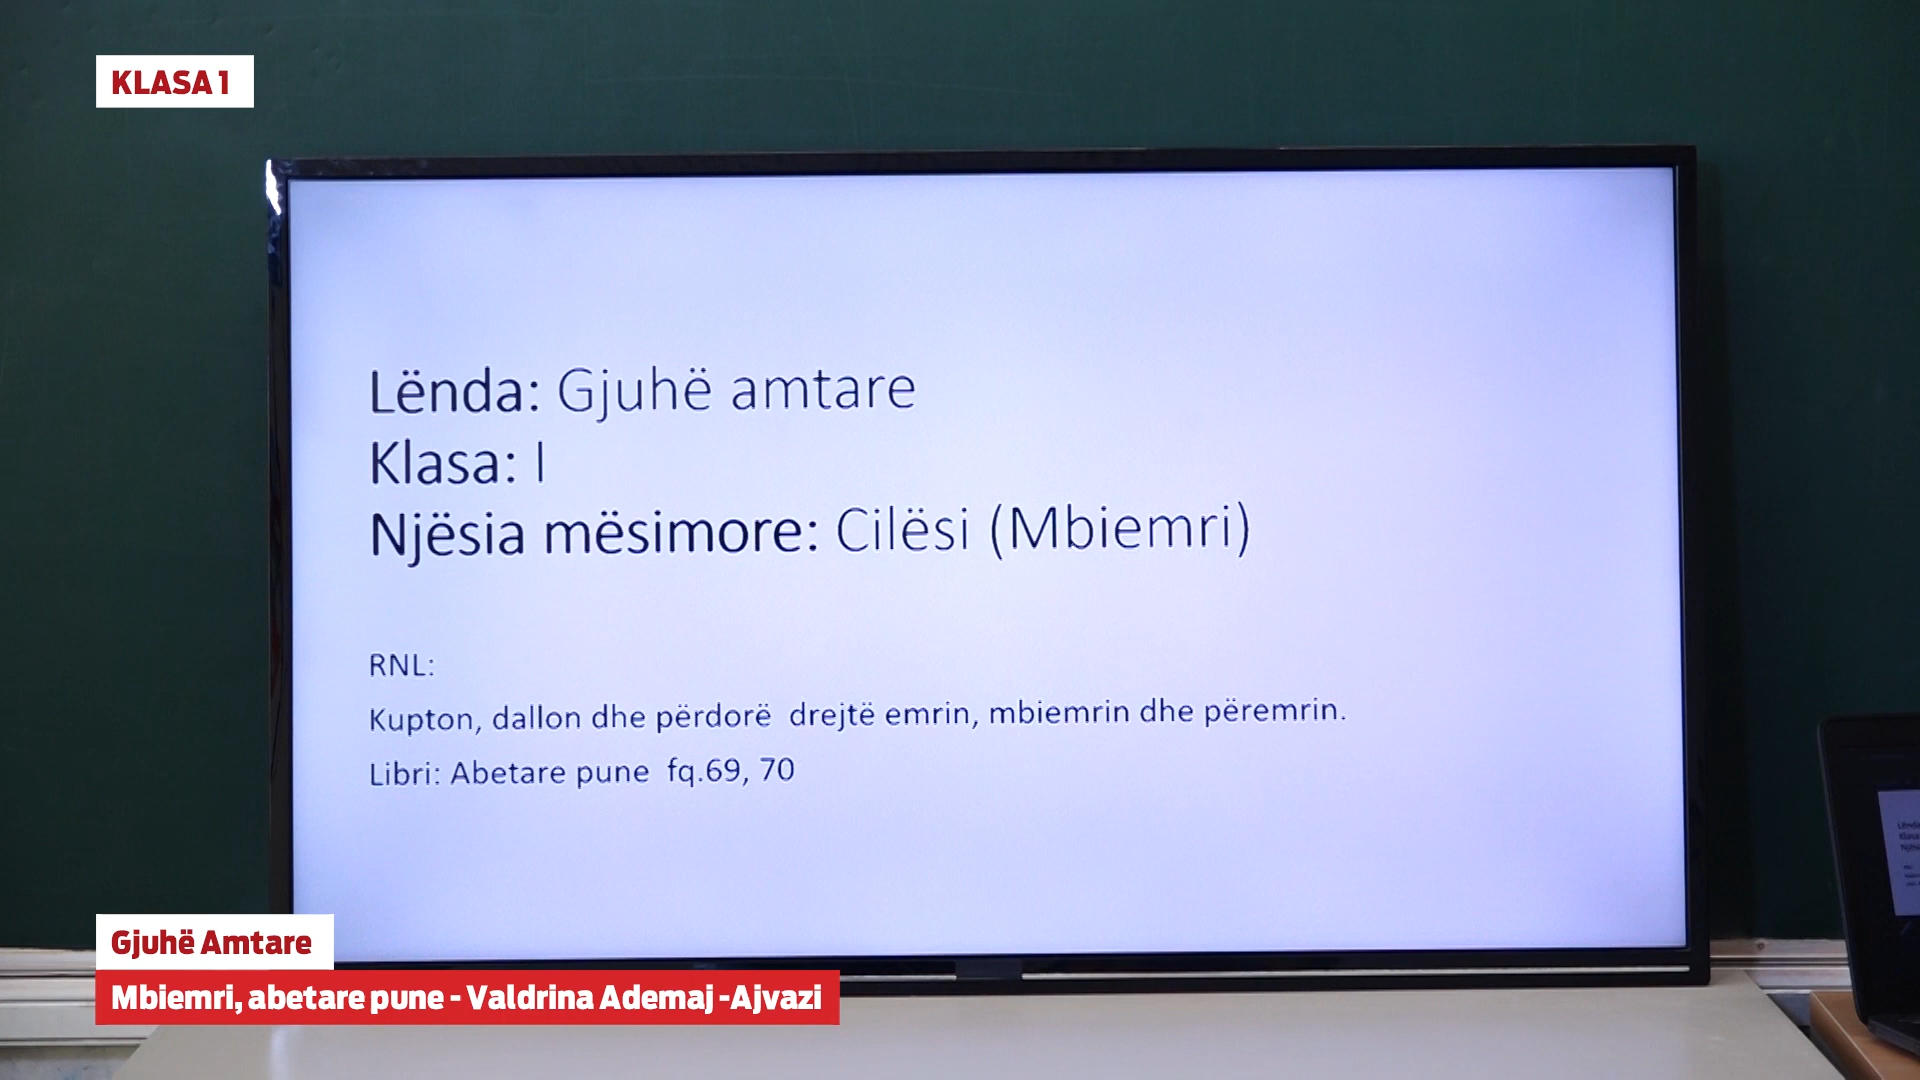 KLASA 1
Lënda: Gjuhë amtare
Klasa: I
Njësia mësimore: Cilësi (Mbiemri)
RNL:
Kupton, dallon dhe përdorë drejtë emrin, mbiemrin dhe përemrin.
Libri: Abetare pune fq.69, 70
Gjuhë Amtare
Mbiemri, abetare pune - Valdrina Ademaj -Ajvazi